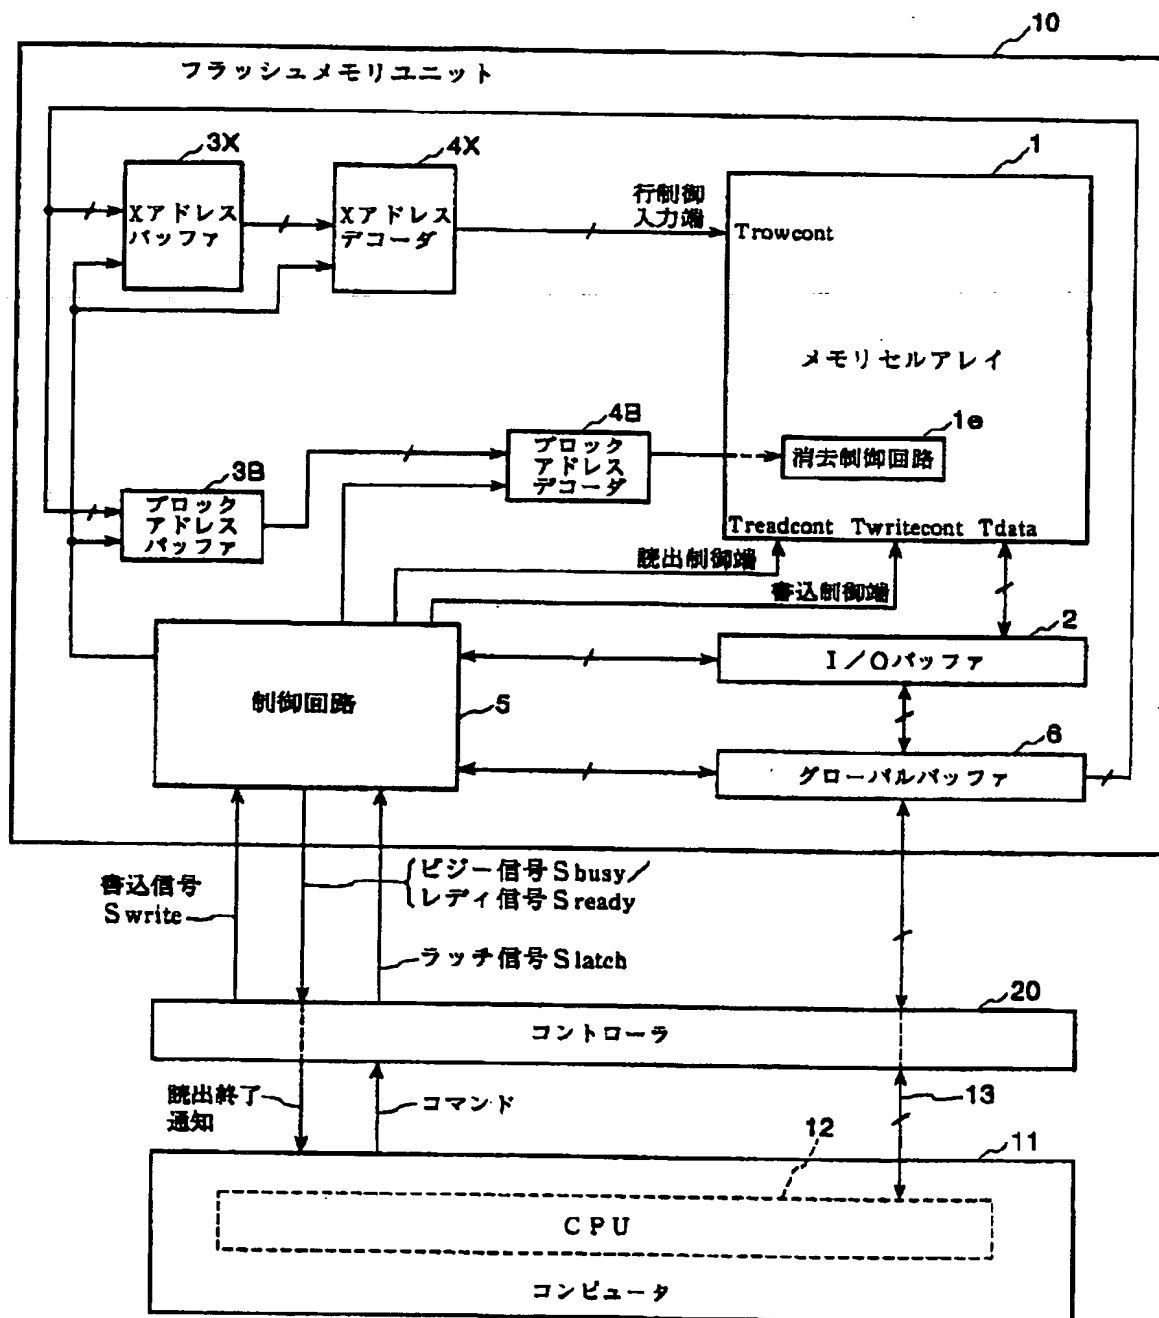 10
フラッシュメモリユニット
3X
4X
1
Xアドレス
バッファ
Xアドレス
デコーダ
行制御
入力端
Trowcont
メモリセルアレイ
4B
1e
ブロック
アドレス
デコーダ
消去制御回路
3B
ブロック
アドレス
バッファ
Treadcont Twritecont Tdata
読出制御端
書込制御端
2
I/Oバッファ
制御回路
5
6
グローバルバッファ
書込信号
Swrite
ビジー信号Sbusy/
レディ信号Sready
ラッチ信号Slatch
20
コントローラ
読出終了
通知
コマンド
13
12
11
CPU
コンピュータ